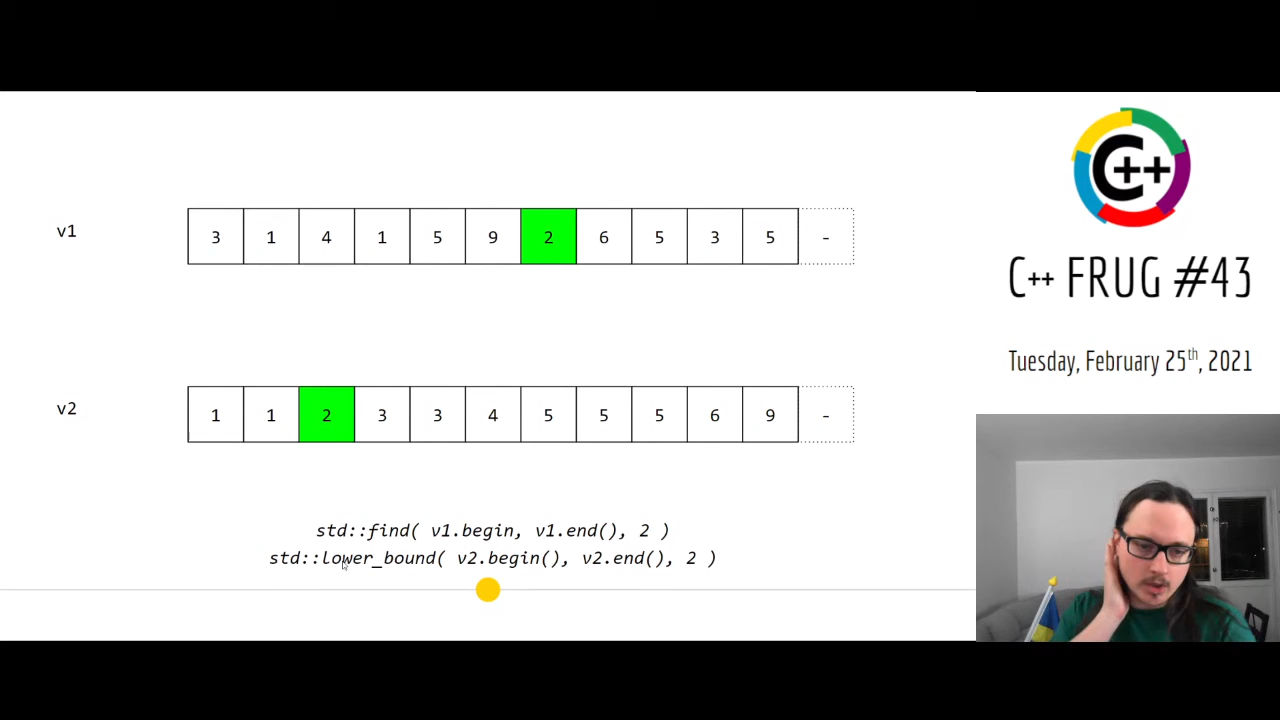 v1
3 1 4 1 5 9 2 6 5 3 5 -
v2
1 1 2 3 3 4 5 5 5 6 9 -
std::find( v1.begin, v1.end(), 2 )
std::lower_bound( v2.begin(), v2.end(), 2 )
C++
C++ FRUG #43
Tuesday, February 25th, 2021